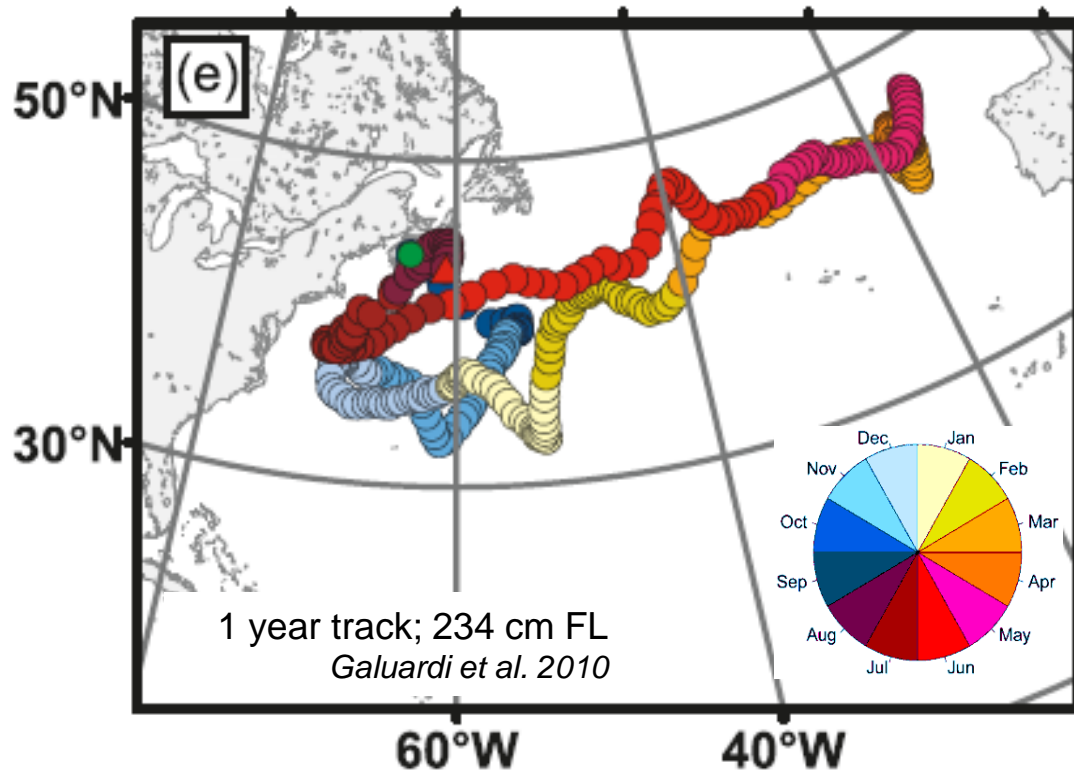 (e)
50°N
30°N
Dec
Jan
Nov
Feb
Oct
Mar
Sep
Apr
Aug
May
Jul
Jun
1 year track; 234 cm FL
Galuardi et al. 2010
60°W
40°W